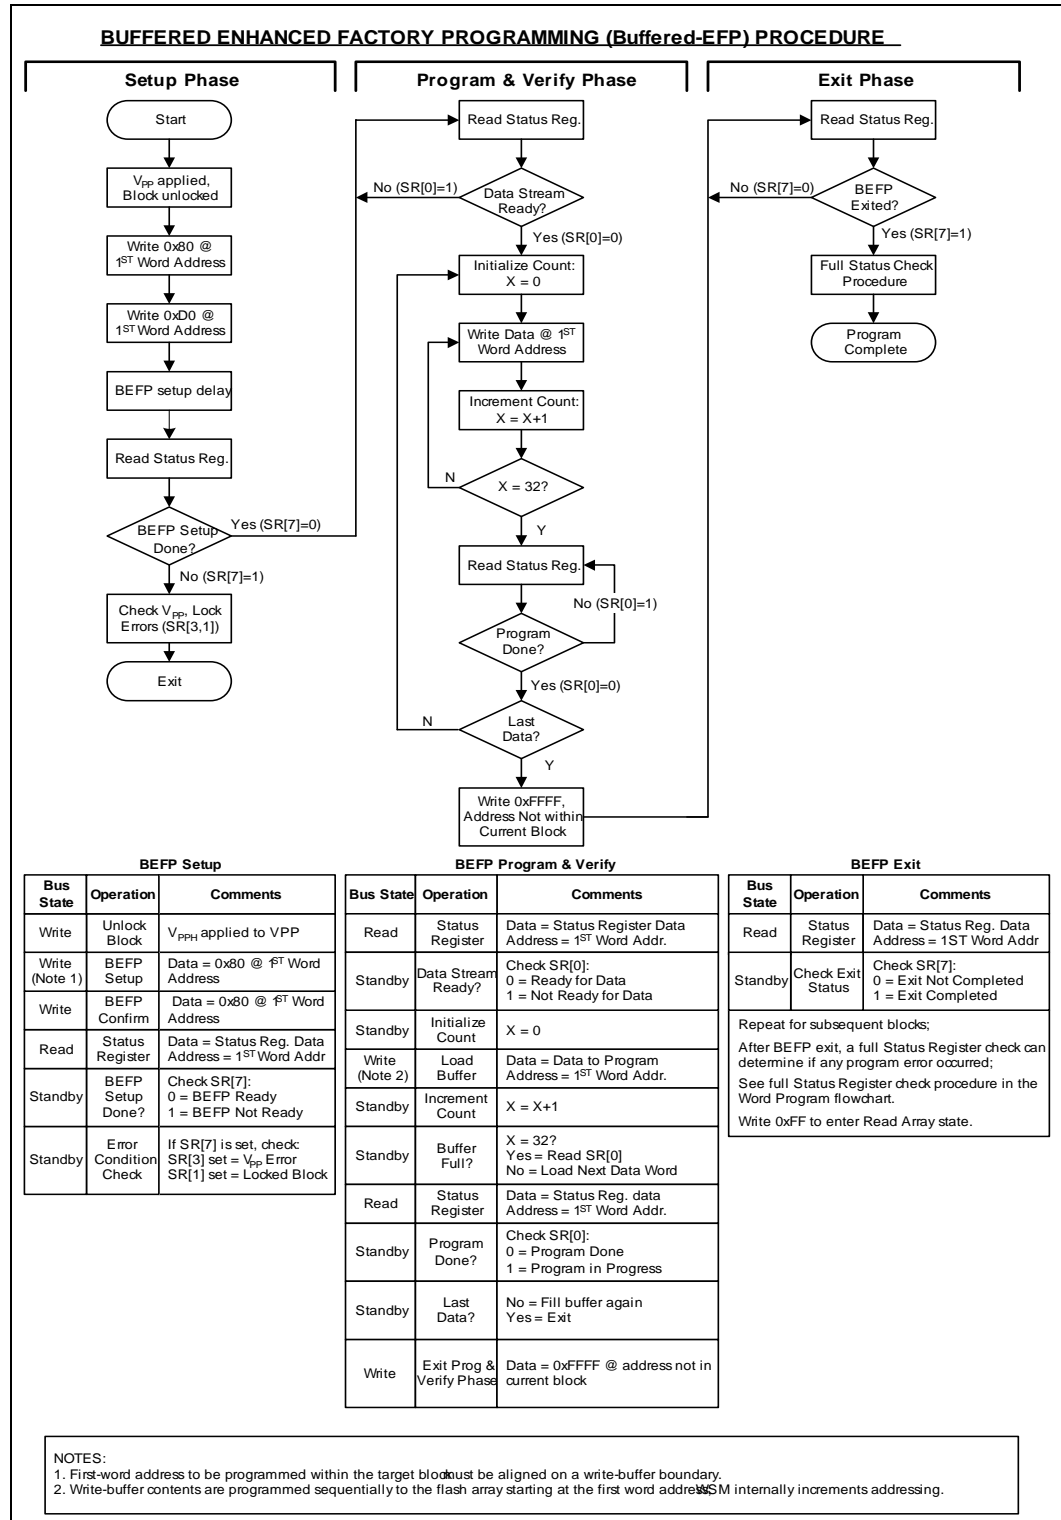 BUFFERED ENHANCED FACTORY PROGRAMMING (Buffered-EFP) PROCEDURE
Setup Phase
Start
VPP applied,
Block unlocked
Write 0x80 @
1ST Word Address
Write 0xD0 @
1ST Word Address
BEFP setup delay
Read Status Reg.
BEFP Setup
Done?
Yes (SR[7]=0)
No (SR[7]=1)
Check VPP, Lock
Errors (SR[3,1])
Exit
Program & Verify Phase
Read Status Reg.
No (SR[0]=1)
Data Stream
Ready?
Yes (SR[0]=0)
Initialize Count:
X = 0
Write Data @ 1ST
Word Address
Increment Count:
X = X+1
N
X = 32?
Y
Read Status Reg.
No (SR[0]=1)
Program
Done?
Yes (SR[0]=0)
N
Last
Data?
Y
Write 0xFFFF,
Address Not within
Current Block
Exit Phase
Read Status Reg.
No (SR[7]=0)
BEFP
Exited?
Yes (SR[7]=1)
Full Status Check
Procedure
Program
Complete
BEFP Setup
Bus
State
Operation
Comments
Write
Unlock
Block
VPPH applied to VPP
Write
(Note 1)
BEFP
Setup
Data = 0x80 @ 1ST Word
Address
Write
BEFP
Confirm
Data = 0x80 @ 1ST Word
Address
Read
Status
Register
Data = Status Reg. Data
Address = 1ST Word Addr
Standby
BEFP
Setup
Done?
Check SR[7]:
0 = BEFP Ready
1 = BEFP Not Ready
Standby
Error
Condition
Check
If SR[7] is set, check:
SR[3] set = VPP Error
SR[1] set = Locked Block
BEFP Program & Verify
Bus State
Operation
Comments
Read
Status
Register
Data = Status Register Data
Address = 1ST Word Addr.
Standby
Data Stream
Ready?
Check SR[0]:
0 = Ready for Data
1 = Not Ready for Data
Standby
Initialize
Count
X = 0
Write
(Note 2)
Load
Buffer
Data = Data to Program
Address = 1ST Word Addr.
Standby
Increment
Count
X = X+1
Standby
Buffer
Full?
X = 32?
Yes = Read SR[0]
No = Load Next Data Word
Read
Status
Register
Data = Status Reg. data
Address = 1ST Word Addr.
Standby
Program
Done?
Check SR[0]:
0 = Program Done
1 = Program in Progress
Standby
Last
Data?
No = Fill buffer again
Yes = Exit
Write
Exit Prog &
Verify Phase
Data = 0xFFFF @ address not in
current block
BEFP Exit
Bus
State
Operation
Comments
Read
Status
Register
Data = Status Reg. Data
Address = 1ST Word Addr
Standby
Check Exit
Status
Check SR[7]:
0 = Exit Not Completed
1 = Exit Completed
Repeat for subsequent blocks;
After BEFP exit, a full Status Register check can
determine if any program error occurred;
See full Status Register check procedure in the
Word Program flowchart.
Write 0xFF to enter Read Array state.
NOTES:
1. First-word address to be programmed within the target block must be aligned on a write-buffer boundary.
2. Write-buffer contents are programmed sequentially to the flash array starting at the first word address; WSM internally increments addressing.